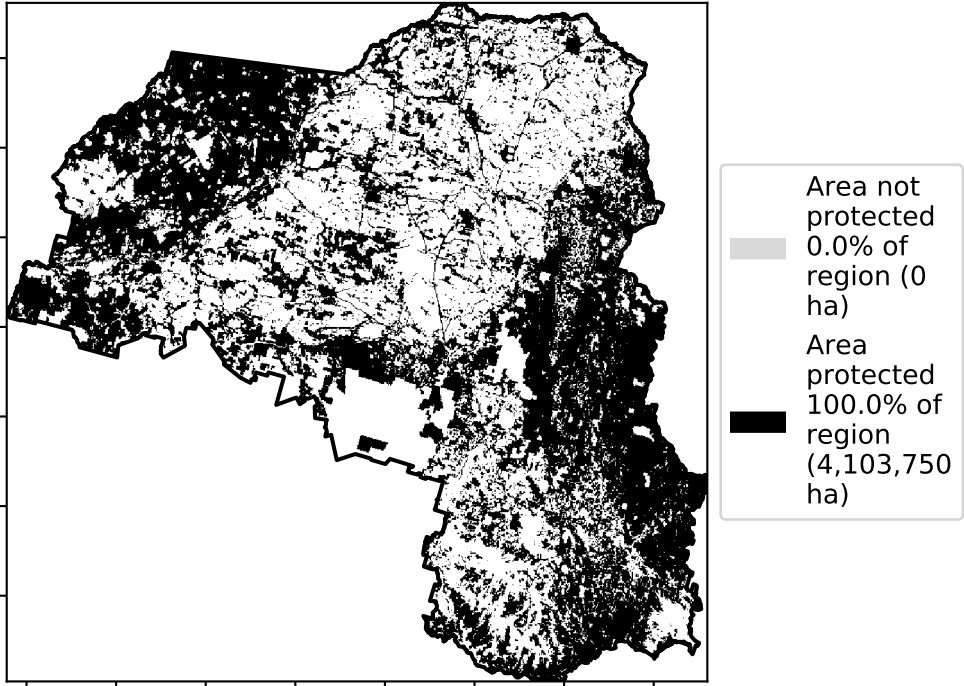 Area not
protected
0.0% of
region (0
ha)
Area
protected
100.0% of
region
(4,103,750
ha)